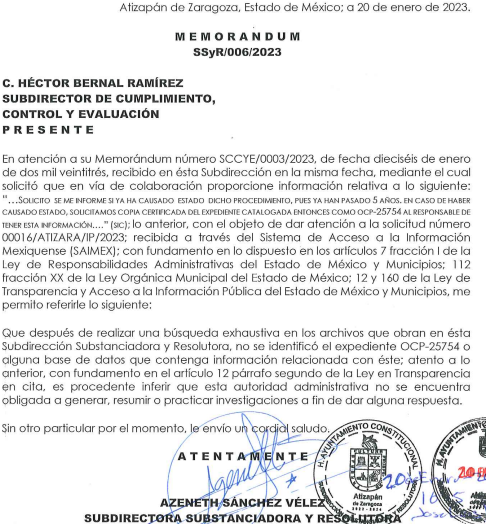 Atizapán de Zaragoza, Estado de México; a 20 de enero de 2023.
M E M O R A N D U M
SSyR/006/2023
C. HÉCTOR BERNAL RAMÍREZ
SUBDIRECTOR DE CUMPLIMIENTO,
CONTROL Y EVALUACIÓN
P R E S E N T E
En atención a su Memorándum número SCCYE/0003/2023, de fecha dieciséis de enero
de dos mil veintitrés, recibido en ésta Subdirección en la misma fecha, mediante el cual
solicitó que en vía de colaboración proporcione información relativa a lo siguiente:
"...SOLICITO SE ME INFORME SI YA HA CAUSADO ESTADO DICHO PROCEDIMIENTO, PUES YA HAN PASADO 5 AÑOS. EN CASO DE HABER
CAUSADO ESTADO, SOLICITAMOS COPIA CERTIFICADA DEL EXPEDIENTE CATALOGADA ENTONCES COMO OCP-25754 AL RESPONSABLE DE
TENER ESTA INFORMACIÓN...." (SIC); lo anterior, con el objeto de dar atención a la solicitud número
00016/ATIZARA/IP/2023; recibida a través del Sistema de Acceso a la Información
Mexiquense (SAIMEX); con fundamento en lo dispuesto en los artículos 7 fracción I de la
Ley de Responsabilidades Administrativas del Estado de México y Municipios; 112
fracción XX de la Ley Orgánica Municipal del Estado de México; 12 y 160 de la Ley de
Transparencia y Acceso a la Información Pública del Estado de México y Municipios, me
permito referirle lo siguiente:
Que después de realizar una búsqueda exhaustiva en los archivos que obran en ésta
Subdirección Substanciadora y Resolutora, no se identificó el expediente OCP-25754 o
alguna base de datos que contenga información relacionada con éste; atento a lo
anterior, con fundamento en el artículo 12 párrafo segundo de la Ley en Transparencia
en cita, es procedente inferir que esta autoridad administrativa no se encuentra
obligada a generar, resumir o practicar investigaciones a fin de dar alguna respuesta.
Sin otro particular por el momento, le envío un cordial saludo.
A T E N T A M E N T E
H. AYUNTAMIENTO CONSTITUCIONAL
Atizapán
de Zaragoza
2022 - 2024
H. AYUNTAMIENTO
20
AZENETH SÁNCHEZ VÉLEZ
SUBDIRECTORA SUBSTANCIADORA Y RESOLUTORA